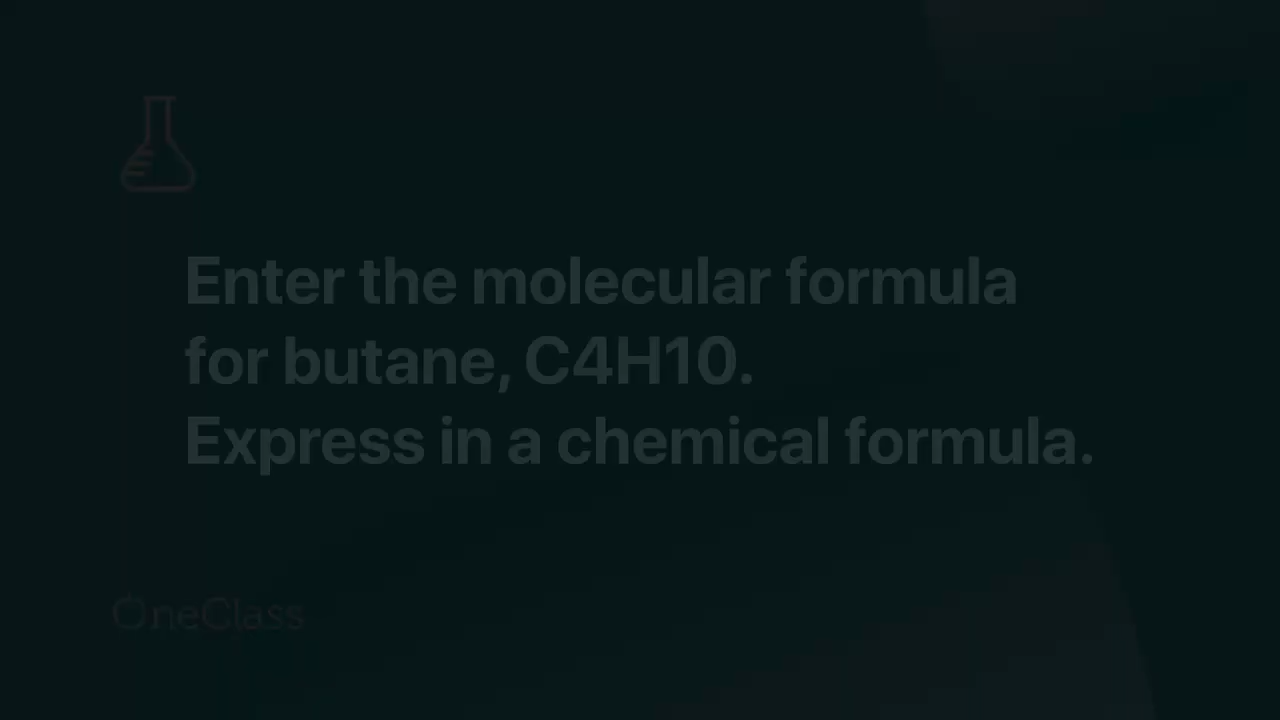 Enter the molecular formula
for butane, C4H10.
Express in a chemical formula.
OneClass